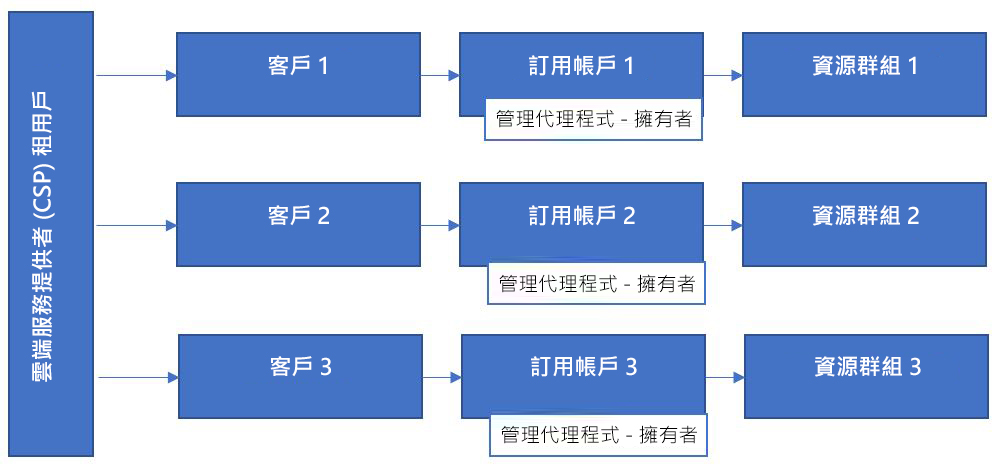 雲端服務提供者 (CSP) 租用戶
客戶 1
訂用帳戶 1
資源群組 1
管理代理程式 - 擁有者
客戶 2
訂用帳戶 2
資源群組 2
管理代理程式 - 擁有者
客戶 3
訂用帳戶 3
資源群組 3
管理代理程式 - 擁有者